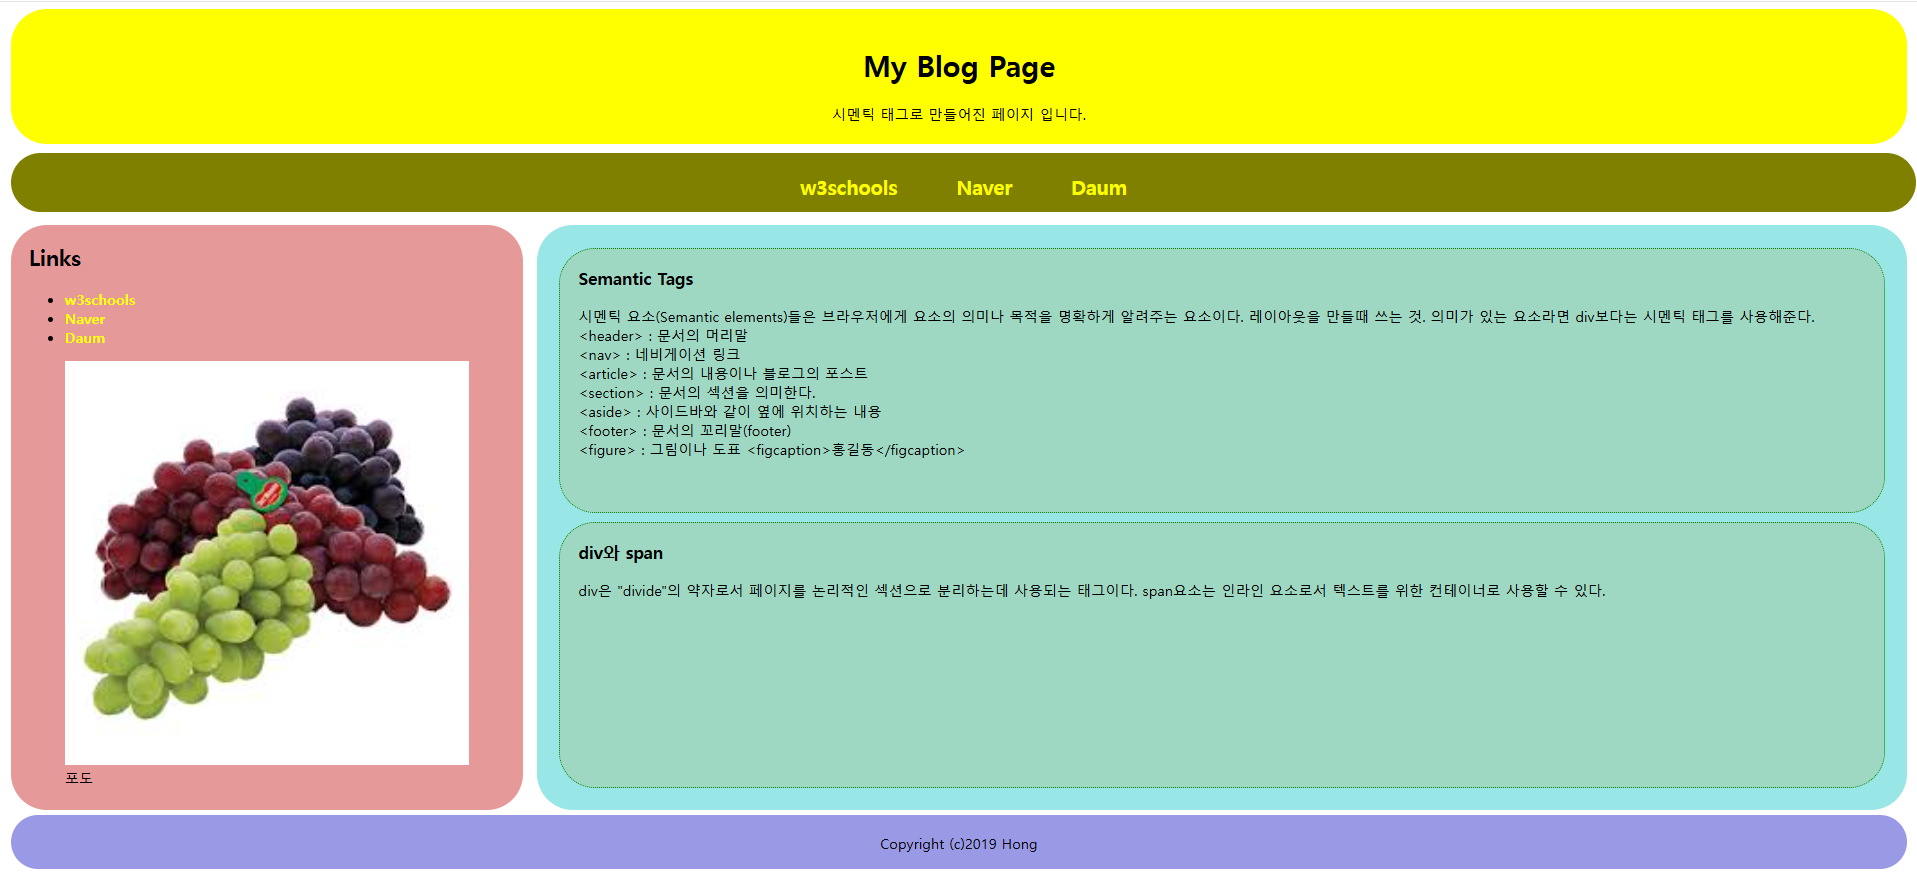 My Blog Page
시멘틱 태그로 만들어진 페이지 입니다.
w3schools Naver Daum
Links
w3schools
Naver
Daum
포도
Semantic Tags
시멘틱 요소(Semantic elements)들은 브라우저에게 요소의 의미나 목적을 명확하게 알려주는 요소이다. 레이아웃을 만들때 쓰는 것. 의미가 있는 요소라면 div보다는 시멘틱 태그를 사용해준다.
<header> : 문서의 머리말
<nav> : 네비게이션 링크
<article> : 문서의 내용이나 블로그의 포스트
<section> : 문서의 섹션을 의미한다.
<aside> : 사이드바와 같이 옆에 위치하는 내용
<footer> : 문서의 꼬리말(footer)
<figure> : 그림이나 도표 <figcaption>홍길동</figcaption>
div와 span
div은 "divide"의 약자로서 페이지를 논리적인 섹션으로 분리하는데 사용되는 태그이다. span요소는 인라인 요소로서 텍스트를 위한 컨테이너로 사용할 수 있다.
Copyright (c)2019 Hong